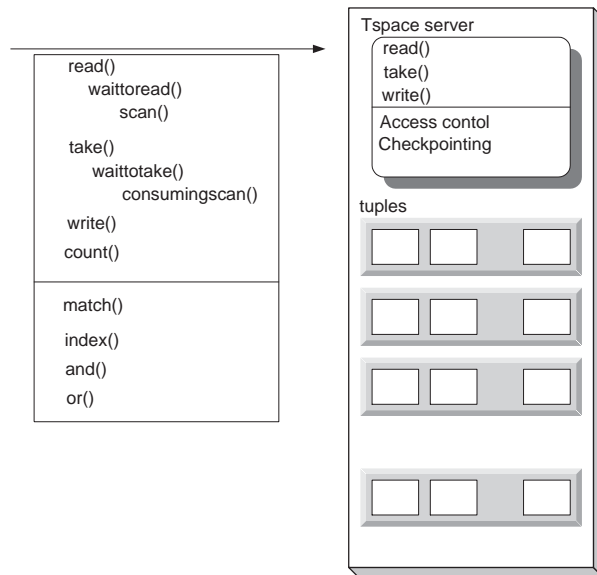 read()
waittoread()
scan()
take()
waittotake()
consumingscan()
write()
count()
match()
index()
and()
or()
Tspace server
read()
take()
write()
Access contol
Checkpointing
tuples